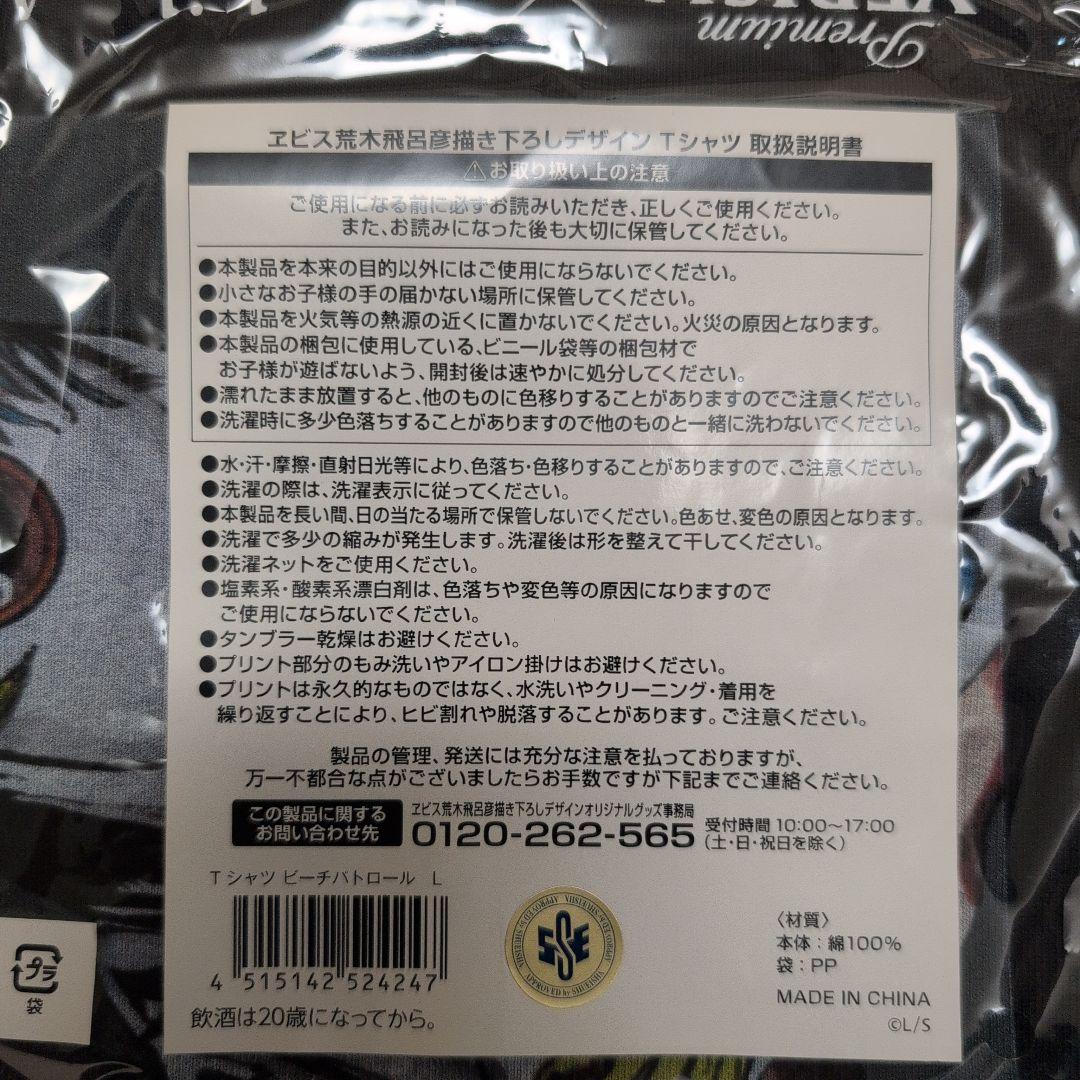 Premium
ヱビス荒木飛呂彦描き下ろしデザイン Tシャツ 取扱説明書
⚠お取り扱い上の注意
ご使用になる前に必ずお読みいただき、正しくご使用ください。
また、お読みになった後も大切に保管してください。
●本製品を本来の目的以外にはご使用にならないでください。
●小さなお子様の手の届かない場所に保管してください。
●本製品を火気等の熱源の近くに置かないでください。火災の原因となります。
●本製品の梱包に使用している、ビニール袋等の梱包材で
お子様が遊ばないよう、開封後は速やかに処分してください。
●濡れたまま放置すると、他のものに色移りすることがありますのでご注意ください。
●洗濯時に多少色落ちすることがありますので他のものと一緒に洗わないでください。
●水・汗・摩擦・直射日光等により、色落ち・色移りすることがありますので、ご注意ください。
●洗濯の際は、洗濯表示に従ってください。
●本製品を長い間、日の当たる場所で保管しないでください。色あせ、変色の原因となります。
●洗濯で多少の縮みが発生します。洗濯後は形を整えて干してください。
●洗濯ネットをご使用ください。
●塩素系・酸素系漂白剤は、色落ちや変色等の原因になりますので
ご使用にならないでください。
●タンブラー乾燥はお避けください。
●プリント部分のもみ洗いやアイロン掛けはお避けください。
●プリントは永久的なものではなく、水洗いやクリーニング・着用を
繰り返すことにより、ヒビ割れや脱落することがあります。ご注意ください。
製品の管理、発送には充分な注意を払っておりますが、
万一不都合な点がございましたらお手数ですが下記までご連絡ください。
この製品に関する
お問い合わせ先
ヱビス荒木飛呂彦描き下ろしデザインオリジナルグッズ事務局
0120-262-565
受付時間 10:00〜17:00
(土・日・祝日を除く)
Tシャツ ビーチパトロール L
4 515142 524247
飲酒は20歳になってから。
APPROVED by SHUEISHA
〈材質〉
本体：綿100%
袋：PP
MADE IN CHINA
©L/S
プラ
袋